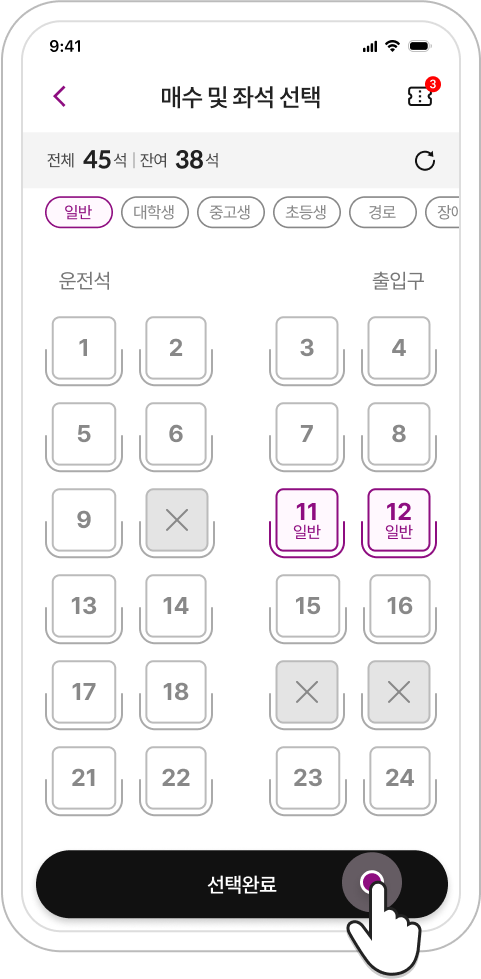 9:41
매수 및 좌석 선택
3
전체 45석 | 잔여 38석
일반 대학생 중고생 초등생 경로
운전석 출입구
1 2 3 4
5 6 7 8
9 11 12
일반 일반
13 14 15 16
17 18
21 22 23 24
선택완료